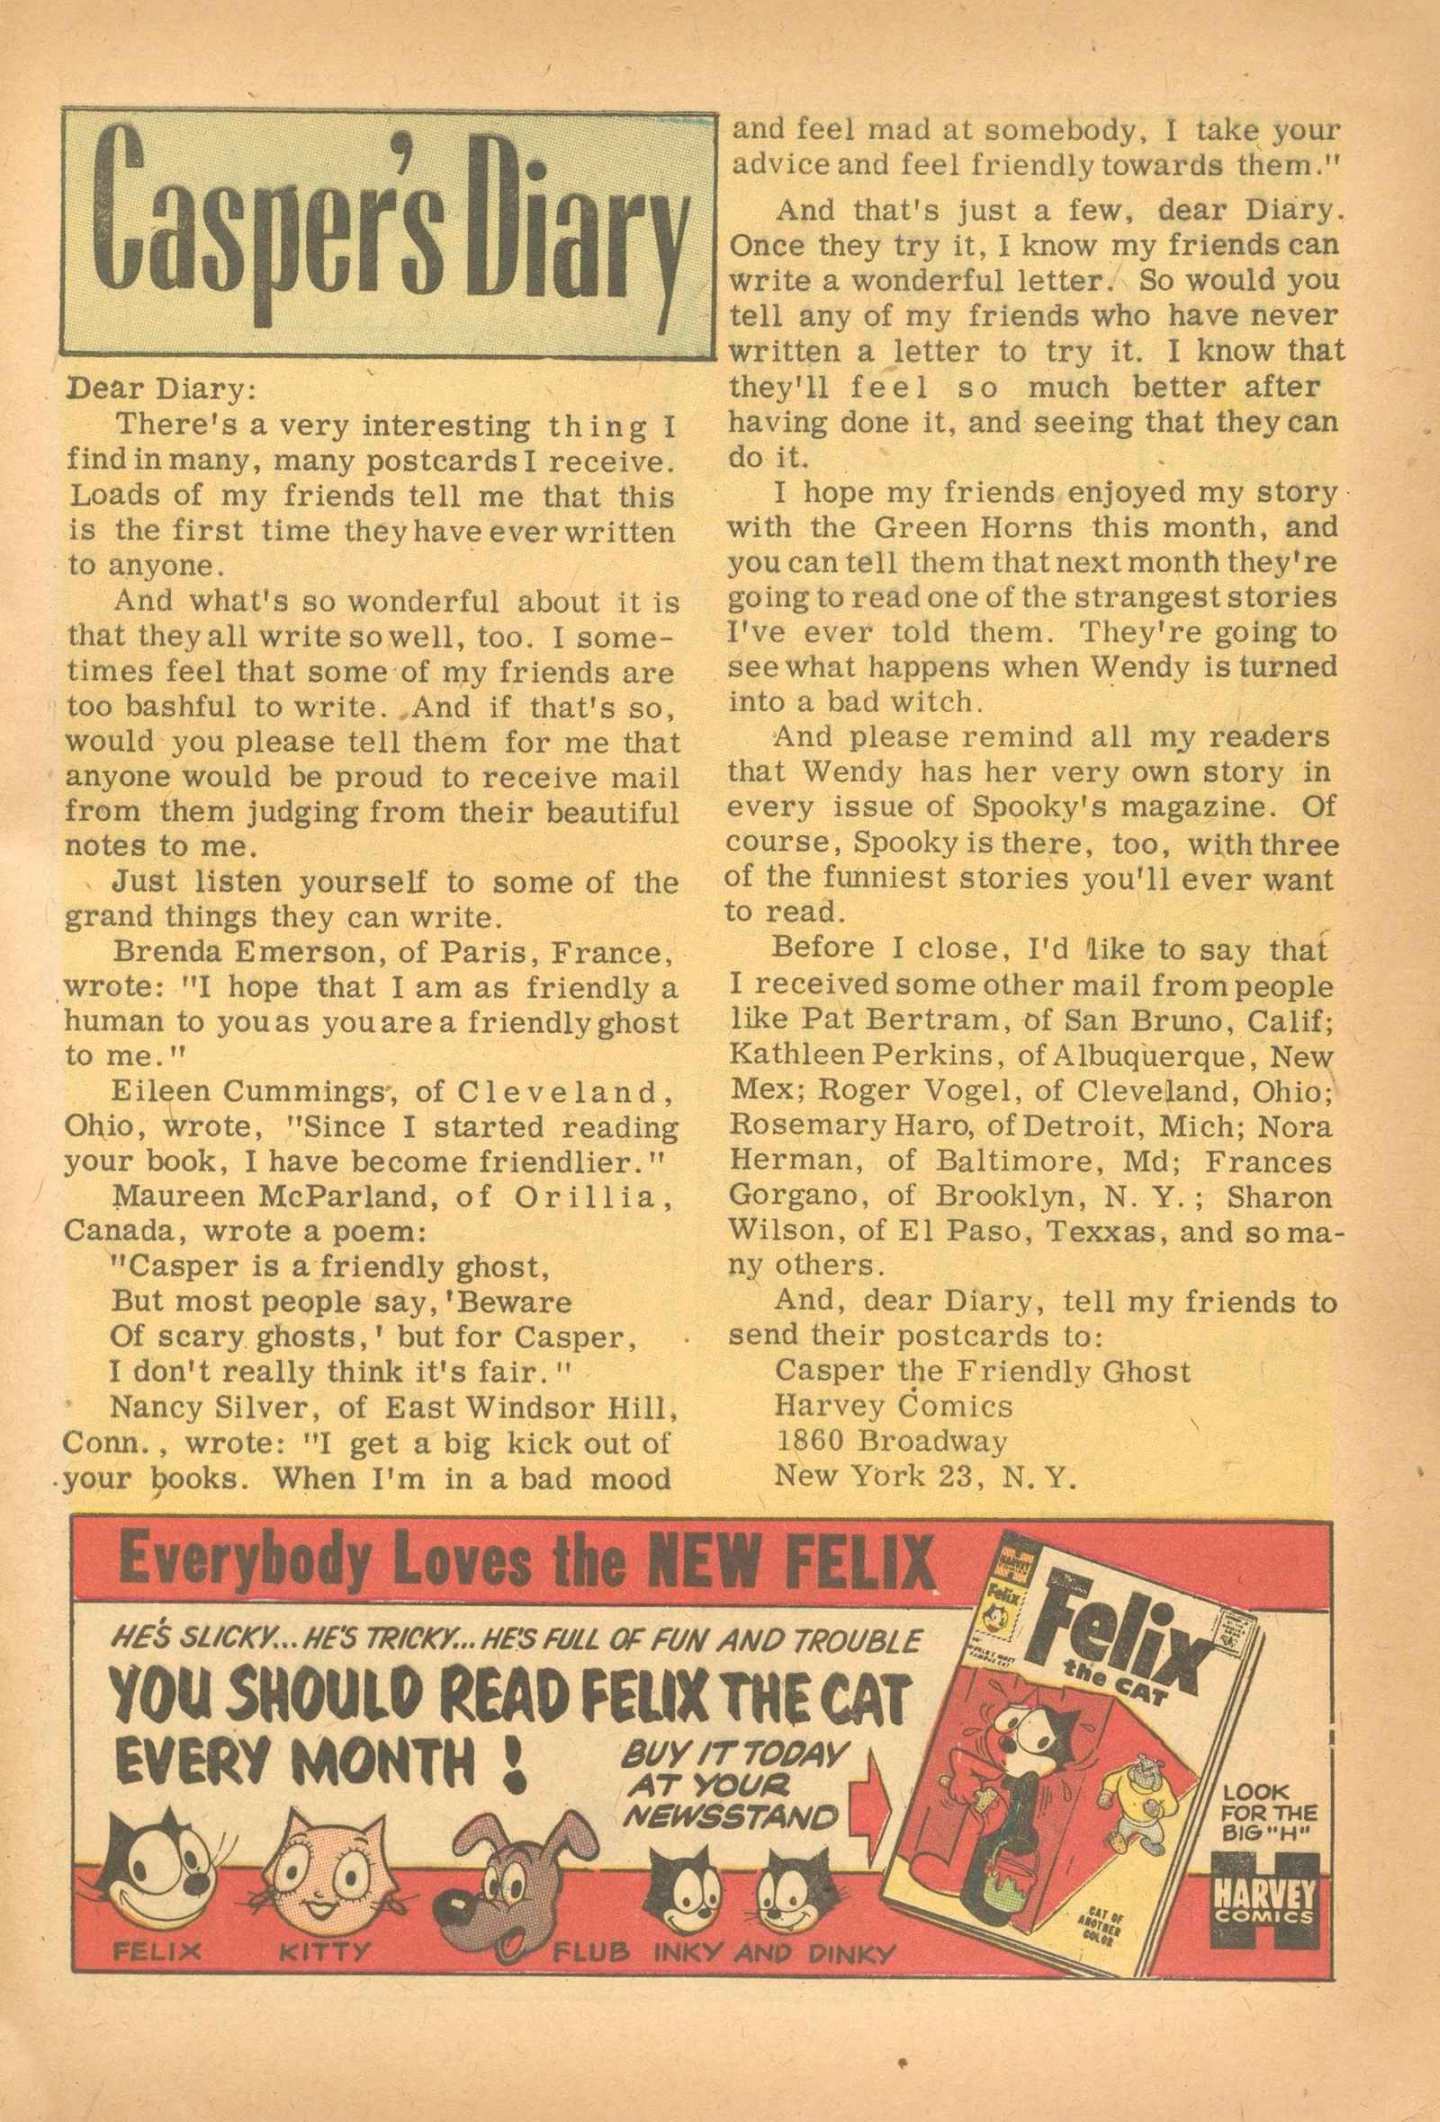 Casper's Diary
Dear Diary:
There's a very interesting thing I
find in many, many postcards I receive.
Loads of my friends tell me that this
is the first time they have ever written
to anyone.
And what's so wonderful about it is
that they all write so well, too. I some-
times feel that some of my friends are
too bashful to write. And if that's so,
would you please tell them for me that
anyone would be proud to receive mail
from them judging from their beautiful
notes to me.
Just listen yourself to some of the
grand things they can write.
Brenda Emerson, of Paris, France,
wrote: "I hope that I am as friendly a
human to you as you are a friendly ghost
to me."
Eileen Cummings, of Cleveland,
Ohio, wrote, "Since I started reading
your book, I have become friendlier."
Maureen McParland, of Orillia,
Canada, wrote a poem:
"Casper is a friendly ghost,
But most people say, 'Beware
Of scary ghosts,' but for Casper,
I don't really think it's fair."
Nancy Silver, of East Windsor Hill,
Conn., wrote: "I get a big kick out of
your books. When I'm in a bad mood
and feel mad at somebody, I take your
advice and feel friendly towards them."
And that's just a few, dear Diary.
Once they try it, I know my friends can
write a wonderful letter. So would you
tell any of my friends who have never
written a letter to try it. I know that
they'll feel so much better after
having done it, and seeing that they can
do it.
I hope my friends enjoyed my story
with the Green Horns this month, and
you can tell them that next month they're
going to read one of the strangest stories
I've ever told them. They're going to
see what happens when Wendy is turned
into a bad witch.
And please remind all my readers
that Wendy has her very own story in
every issue of Spooky's magazine. Of
course, Spooky is there, too, with three
of the funniest stories you'll ever want
to read.
Before I close, I'd like to say that
I received some other mail from people
like Pat Bertram, of San Bruno, Calif;
Kathleen Perkins, of Albuquerque, New
Mex; Roger Vogel, of Cleveland, Ohio;
Rosemary Haro, of Detroit, Mich; Nora
Herman, of Baltimore, Md; Frances
Gorgano, of Brooklyn, N. Y.; Sharon
Wilson, of El Paso, Texxas, and so ma-
ny others.
And, dear Diary, tell my friends to
send their postcards to:
Casper the Friendly Ghost
Harvey Comics
1860 Broadway
New York 23, N. Y.
Everybody Loves the NEW FELIX
HE'S SLICKY... HE'S TRICKY... HE'S FULL OF FUN AND TROUBLE
YOU SHOULD READ FELIX THE CAT
EVERY MONTH!
BUY IT TODAY
AT YOUR
NEWSSTAND
HARVEY
Felix
Felix
the CAT
CAT OF
ANOTHER
COLOR
LOOK
FOR THE
BIG "H"
HARVEY
COMICS
FELIX KITTY FLUB INKY AND DINKY